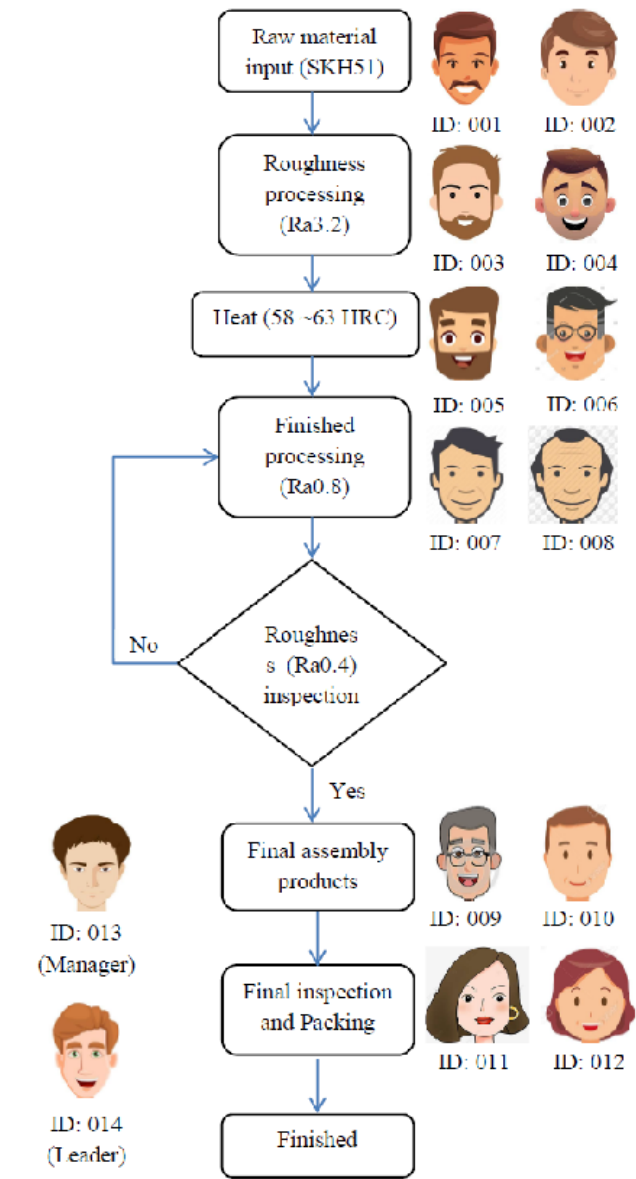 Raw material
input (SKH51)
ID: 001
ID: 002
Roughness
processing
(Ra3.2)
ID: 003
ID: 004
Heat (58 ~63 HRC)
ID: 005
ID: 006
Finished
processing
(Ra0.8)
ID: 007
ID: 008
Roughnes
s (Ra0.4)
inspection
No
Yes
Final assembly
products
ID: 009
ID: 010
ID: 013
(Manager)
Final inspection
and Packing
ID: 011
ID: 012
ID: 014
(Leader)
Finished